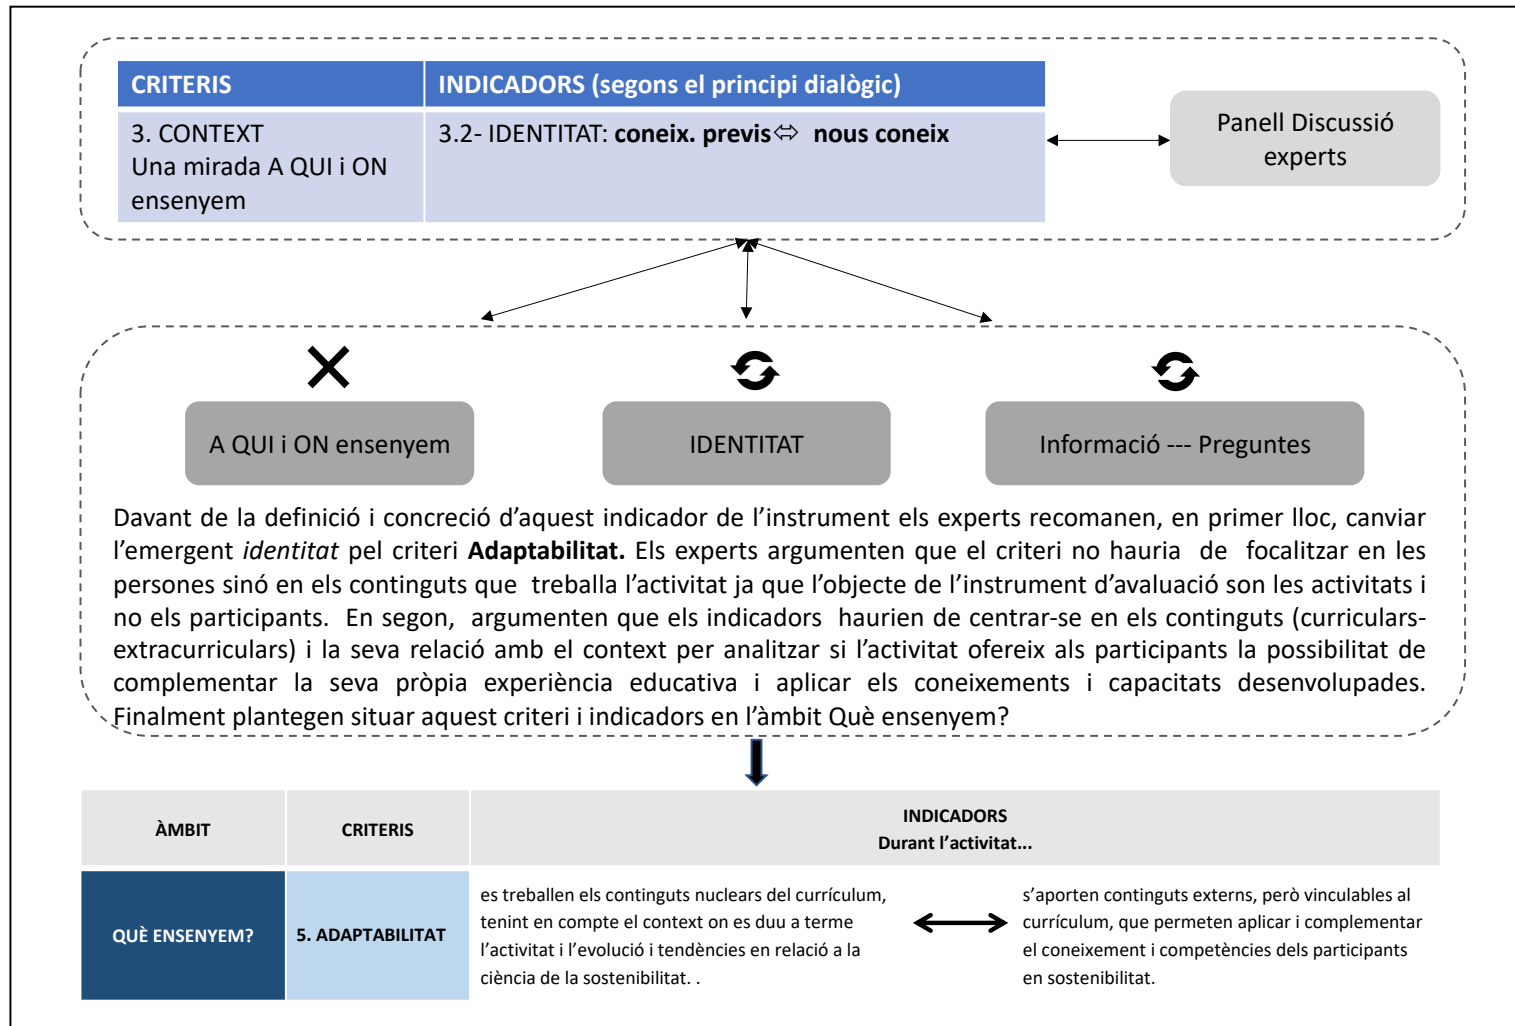 CRITERIS
INDICADORS (segons el principi dialògic)
3. CONTEXT
Una mirada A QUI i ON
ensenyem
3.2- IDENTITAT: coneix. previs⇔ nous coneix
Panell Discussió
experts
A QUI i ON ensenyem
IDENTITAT
Informació --- Preguntes
Davant de la definició i concreció d’aquest indicador de l’instrument els experts recomanen, en primer lloc, canviar
l’emergent identitat pel criteri Adaptabilitat. Els experts argumenten que el criteri no hauria de focalitzar en les
persones sinó en els continguts que treballa l’activitat ja que l’objecte de l’instrument d’avaluació son les activitats i
no els participants. En segon, argumenten que els indicadors haurien de centrar-se en els continguts (curriculars-
extracurriculars) i la seva relació amb el context per analitzar si l’activitat ofereix als participants la possibilitat de
complementar la seva pròpia experiència educativa i aplicar els coneixements i capacitats desenvolupades.
Finalment plantegen situar aquest criteri i indicadors en l’àmbit Què ensenyem?
ÀMBIT
CRITERIS
INDICADORS
Durant l’activitat...
QUÈ ENSENYEM?
5. ADAPTABILITAT
es treballen els continguts nuclears del currículum,
tenint en compte el context on es duu a terme
l’activitat i l’evolució i tendències en relació a la
ciència de la sostenibilitat. .
s’aporten continguts externs, però vinculables al
currículum, que permeten aplicar i complementar
el coneixement i competències dels participants
en sostenibilitat.